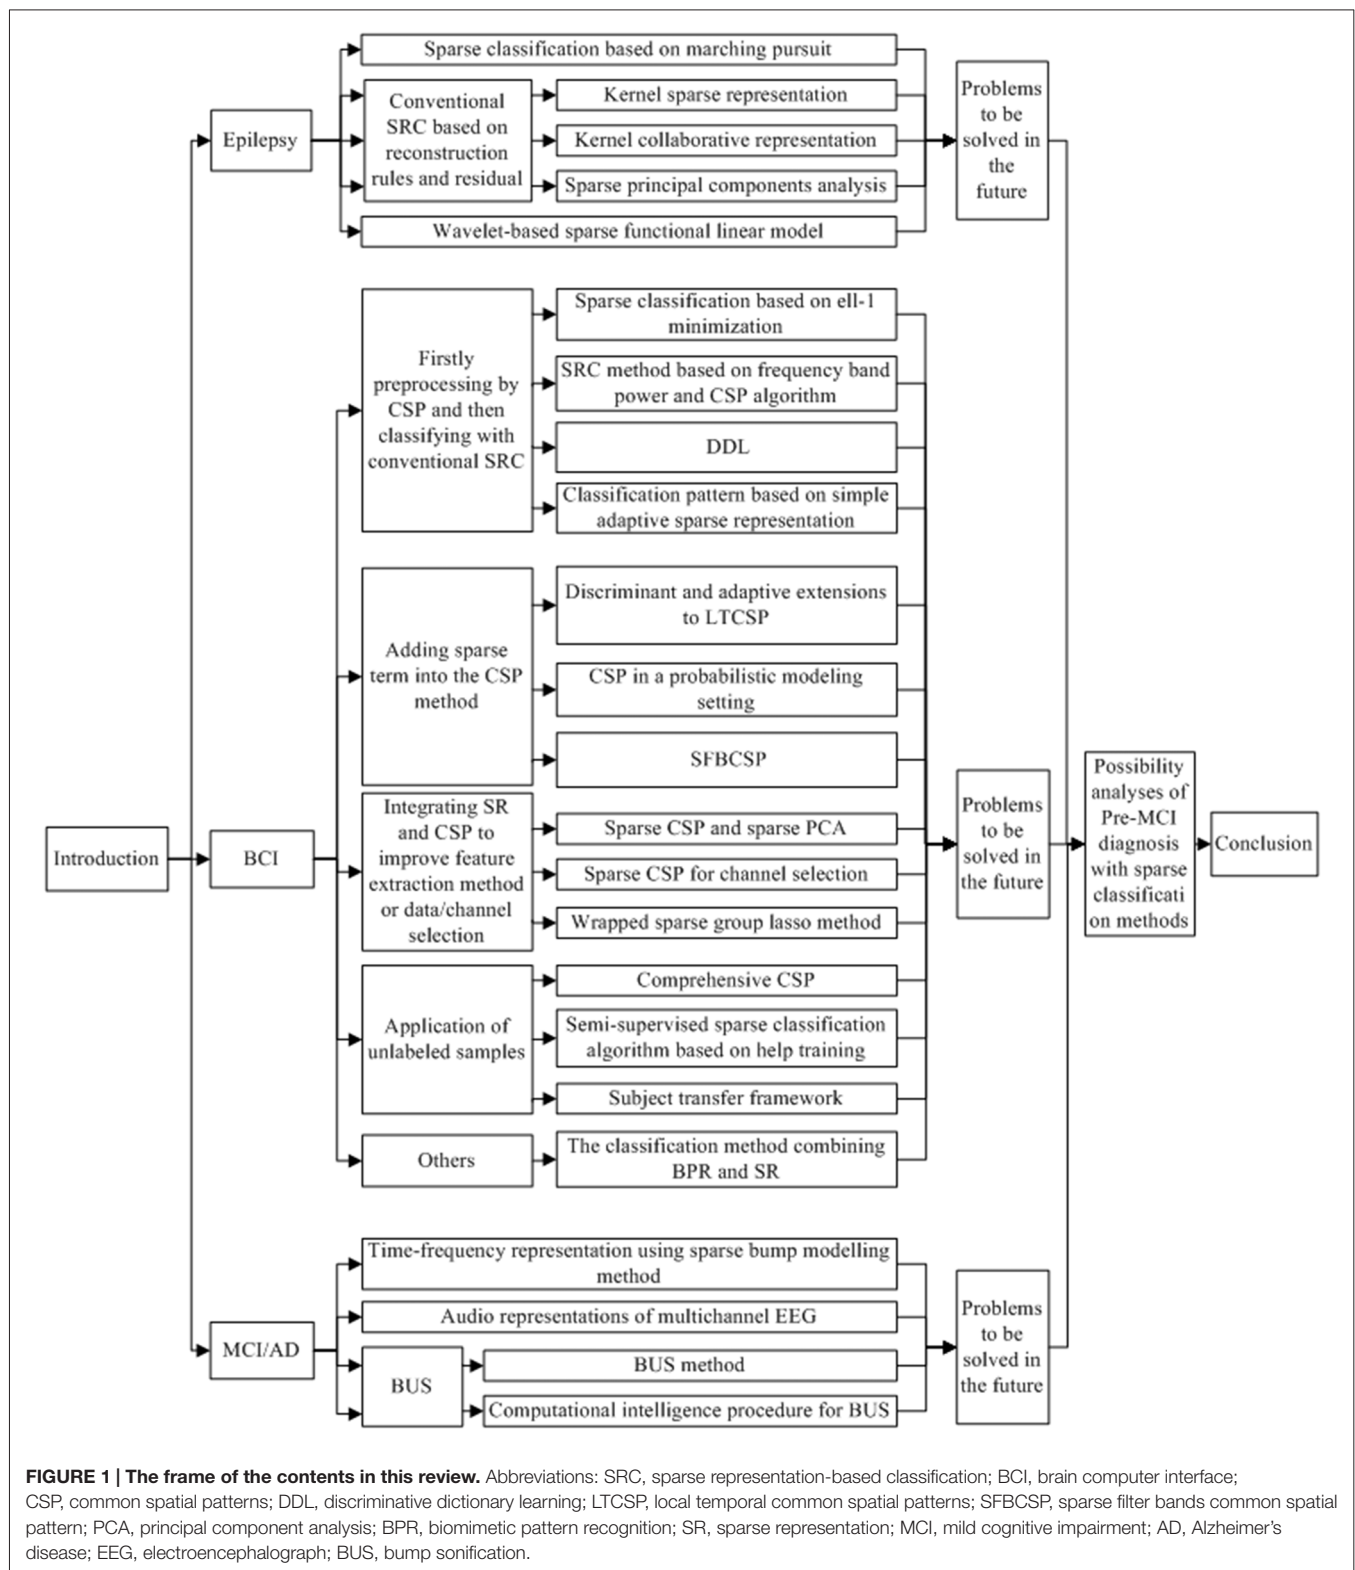 Sparse classification based on marching pursuit
Epilepsy
Conventional
SRC based on
reconstruction
rules and residual
Kernel sparse representation
Kernel collaborative representation
Sparse principal components analysis
Wavelet-based sparse functional linear model
Problems
to be
solved in
the
future
Firstly
preprocessing by
CSP and then
classifying with
conventional SRC
Sparse classification based on ell-1
minimization
SRC method based on frequency band
power and CSP algorithm
DDL
Classification pattern based on simple
adaptive sparse representation
Adding sparse
term into the CSP
method
Discriminant and adaptive extensions
to LTCSP
CSP in a probabilistic modeling
setting
SFBCSP
Introduction
BCI
Integrating SR
and CSP to
improve feature
extraction method
or data/channel
selection
Sparse CSP and sparse PCA
Sparse CSP for channel selection
Wrapped sparse group lasso method
Problems
to be
solved in
the future
Possibility
analyses of
Pre-MCI
diagnosis
with sparse
classificati
on methods
Conclusion
Application of
unlabeled samples
Comprehensive CSP
Semi-supervised sparse classification
algorithm based on help training
Subject transfer framework
Others
The classification method combining
BPR and SR
MCI/AD
Time-frequency representation using sparse bump modelling
method
Audio representations of multichannel EEG
BUS
BUS method
Computational intelligence procedure for BUS
Problems
to be
solved in
the future
FIGURE 1 | The frame of the contents in this review. Abbreviations: SRC, sparse representation-based classification; BCI, brain computer interface;
CSP, common spatial patterns; DDL, discriminative dictionary learning; LTCSP, local temporal common spatial patterns; SFBCSP, sparse filter bands common spatial
pattern; PCA, principal component analysis; BPR, biomimetic pattern recognition; SR, sparse representation; MCI, mild cognitive impairment; AD, Alzheimer's
disease; EEG, electroencephalograph; BUS, bump sonification.